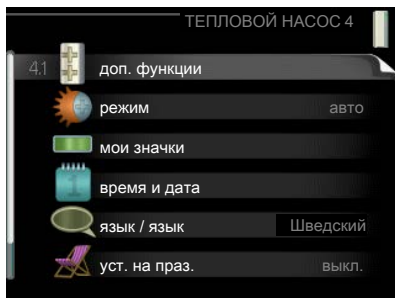 ТЕПЛОВОЙ НАСОС 4
4.1 доп. функции
режим авто
мои значки
время и дата
язык / язык Шведский
уст. на праз. выкл.